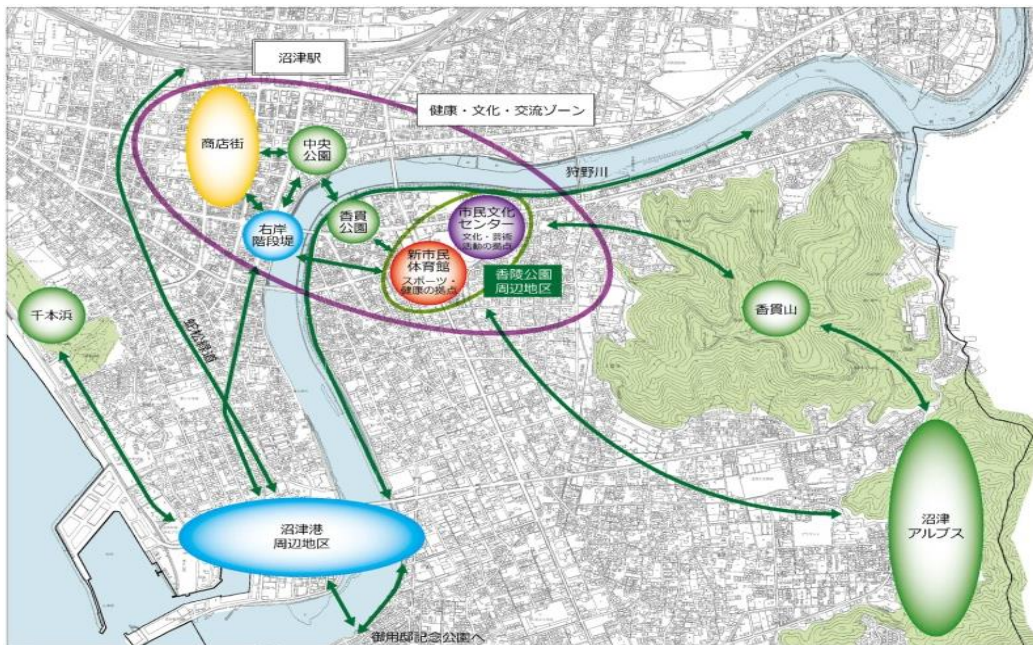 沼津駅
健康・文化・交流ゾーン
商店街
中央
公園
狩野川
香貫
公園
市民文化
センター
文化・芸術
活動の拠点
右岸
階段堤
新市民
体育館
スポーツ・
健康の拠点
香陵公園
周辺地区
千本浜
蛇松緑道
香貫山
沼津港
周辺地区
沼津
アルプス
御用邸記念公園へ